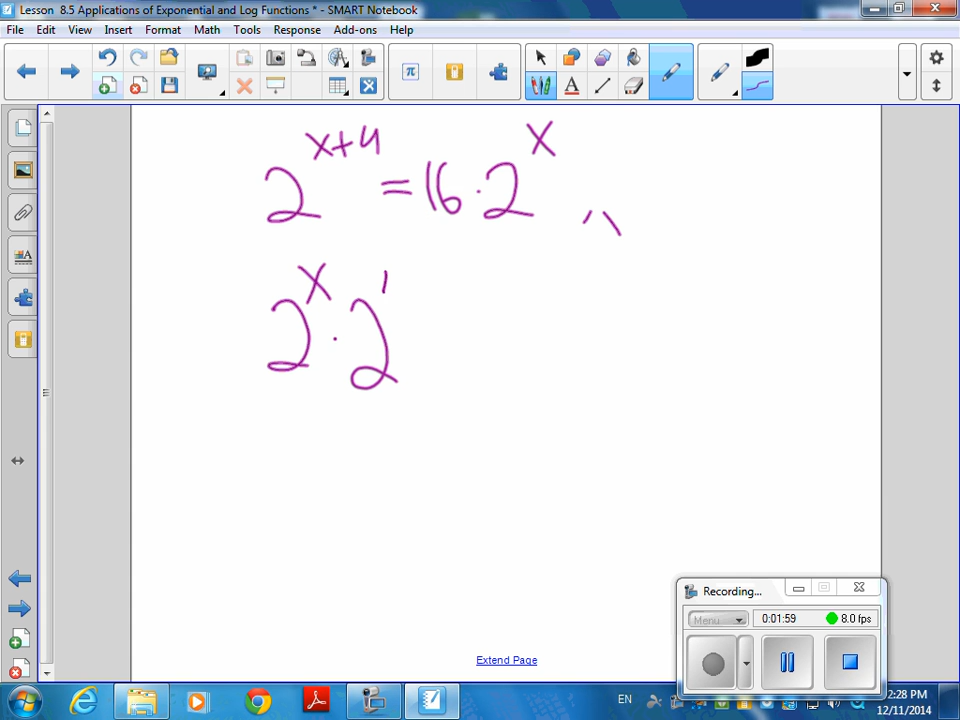 Lesson 8.5 Applications of Exponential and Log Functions * - SMART Notebook
File Edit View Insert Format Math Tools Response Add-ons Help
2^{x+4} = 16 · 2^x
2^x · 2^'
Recording...
Menu 0:01:59 8.0 fps
Extend Page
EN
2:28 PM
12/11/2014